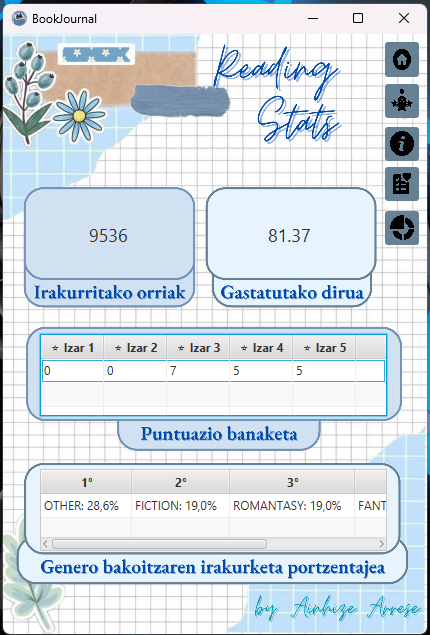 BookJournal
Reading
Stats
9536
81.37
Irakurritako orriak
Gastatutako dirua
⭐ Izar 1 ⭐ Izar 2 ⭐ Izar 3 ⭐ Izar 4 ⭐ Izar 5
0 0 7 5 5
Puntuazio banaketa
1° 2° 3°
OTHER: 28,6% FICTION: 19,0% ROMANTASY: 19,0% FANT
Genero bakoitzaren irakurketa portzentajea
by Ainhize Arrese